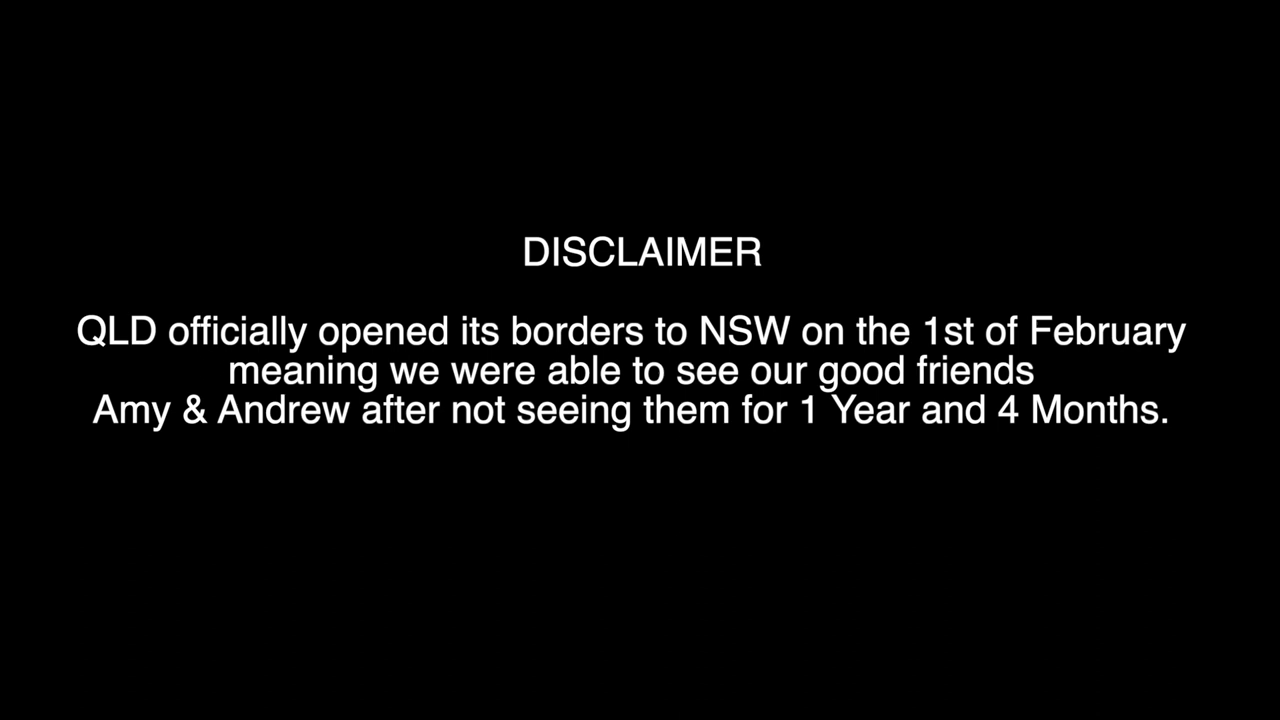 DISCLAIMER
QLD officially opened its borders to NSW on the 1st of February
meaning we were able to see our good friends
Amy & Andrew after not seeing them for 1 Year and 4 Months.